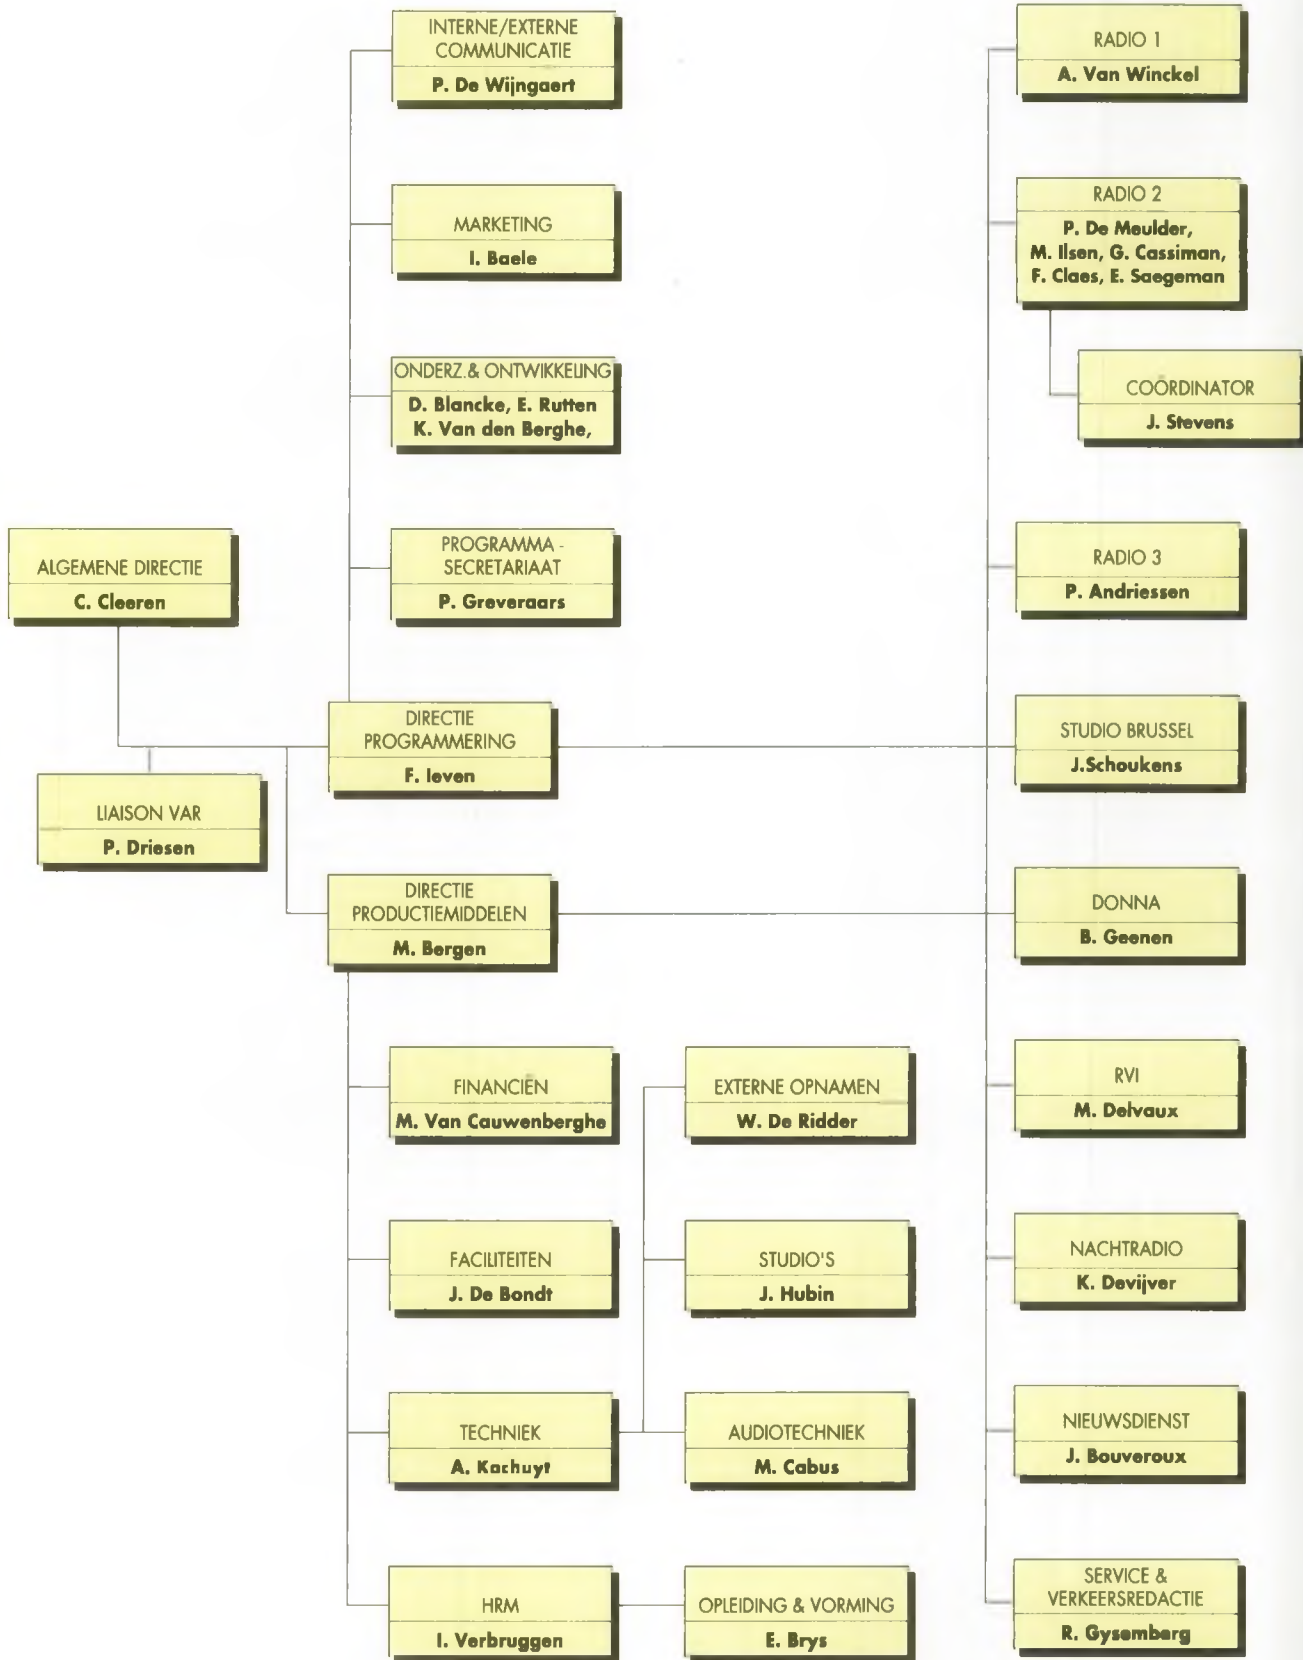 INTERNE/EXTERNE
COMMUNICATIE
P. De Wijngaert
MARKETING
I. Baele
ONDERZ. & ONTWIKKELING
D. Blancke, E. Rutten
K. Van den Berghe,
PROGRAMMA -
SECRETARIAAT
P. Greveraars
ALGEMENE DIRECTIE
C. Cleeren
DIRECTIE
PROGRAMMERING
F. Ieven
LIAISON VAR
P. Driesen
DIRECTIE
PRODUCTIEMIDDELEN
M. Bergen
FINANCIËN
M. Van Cauwenberghe
FACILITEITEN
J. De Bondt
TECHNIEK
A. Kachuyt
HRM
I. Verbruggen
EXTERNE OPNAMEN
W. De Ridder
STUDIO'S
J. Hubin
AUDIOTECHNIEK
M. Cabus
OPLEIDING & VORMING
E. Brys
RADIO 1
A. Van Winckel
RADIO 2
P. De Meulder,
M. Ilsen, G. Cassiman,
F. Claes, E. Saegeman
COÖRDINATOR
J. Stevens
RADIO 3
P. Andriessen
STUDIO BRUSSEL
J.Schoukens
DONNA
B. Geenen
RVI
M. Delvaux
NACHTRADIO
K. Devijver
NIEUWSDIENST
J. Bouveroux
SERVICE &
VERKEERSREDACTIE
R. Gysemberg